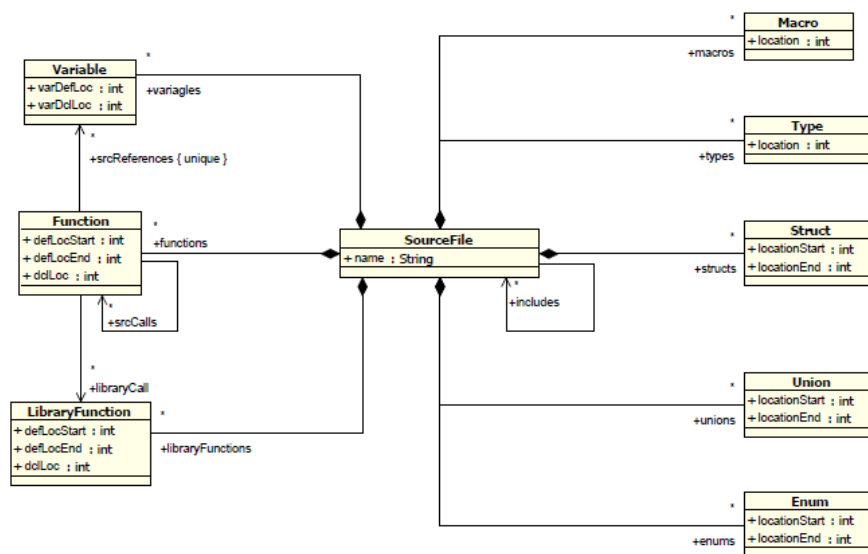 Macro
+ location : int
*
+macros
Variable
+ varDefLoc : int
+ varDclLoc : int
*
+variagles
Type
+ location : int
*
+types
*
+srcReferences { unique }
Function
+ defLocStart : int
+ defLocEnd : int
+ dclLoc : int
*
+functions
SourceFile
+ name : String
Struct
+ locationStart : int
+ locationEnd : int
*
+structs
*
+srcCalls
*
+includes
*
+libraryCall
LibraryFunction
+ defLocStart : int
+ defLocEnd : int
+ dclLoc : int
*
+libraryFunctions
Union
+ locationStart : int
+ locationEnd : int
*
+unions
Enum
+ locationStart : int
+ locationEnd : int
*
+enums